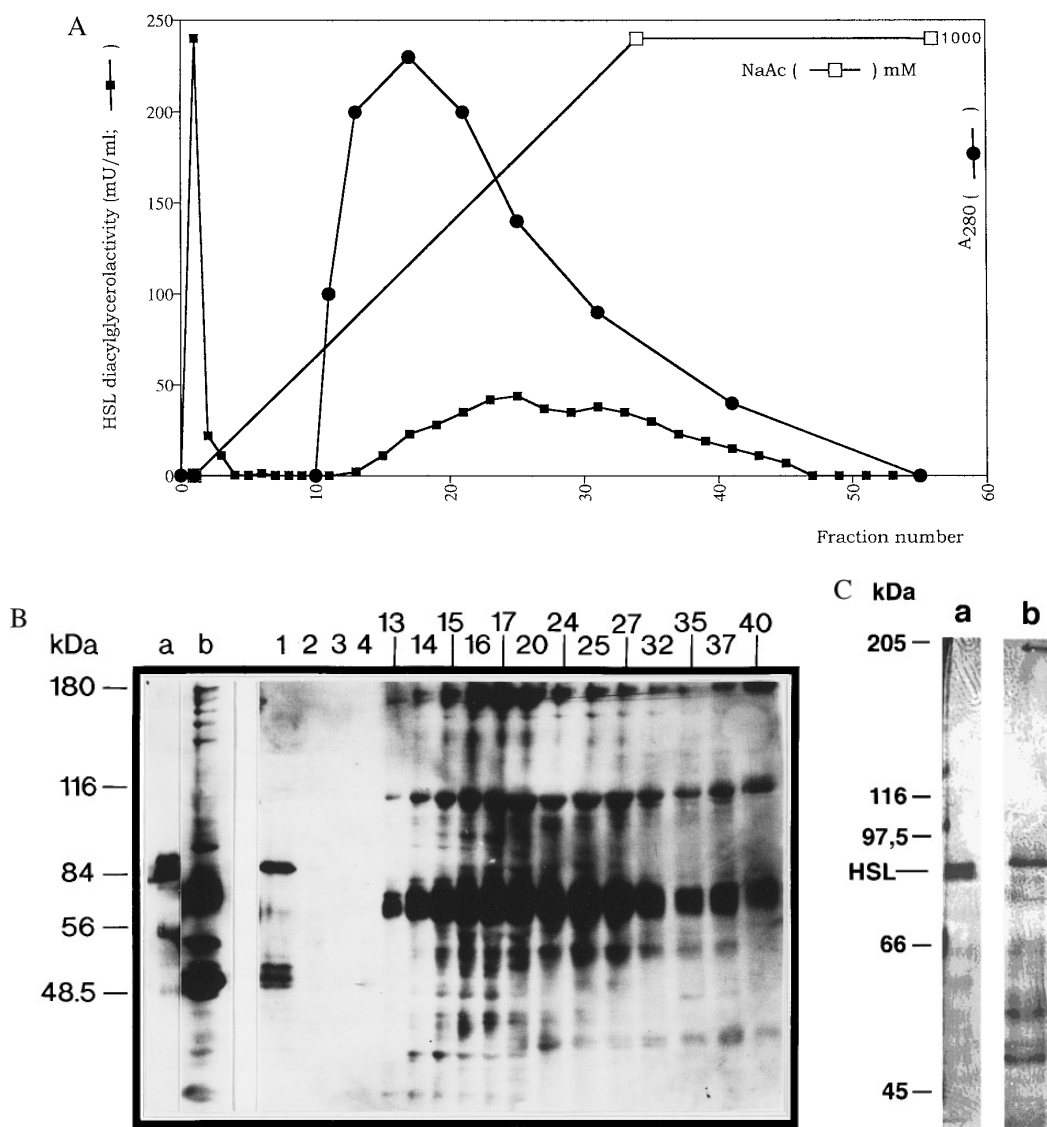 A
HSL diacylglycerolactivity (mU/ml; )
250
200
150
100
50
0
1000
NaAc ( ) mM
A280 ( )
0
10
20
30
40
50
60
Fraction number
B
kDa
a b 1 2 3 4 13 14 15 16 17 20 24 25 27 32 35 37 40
180
116
84
56
48.5
C
kDa
a b
205
116
97,5
HSL
66
45